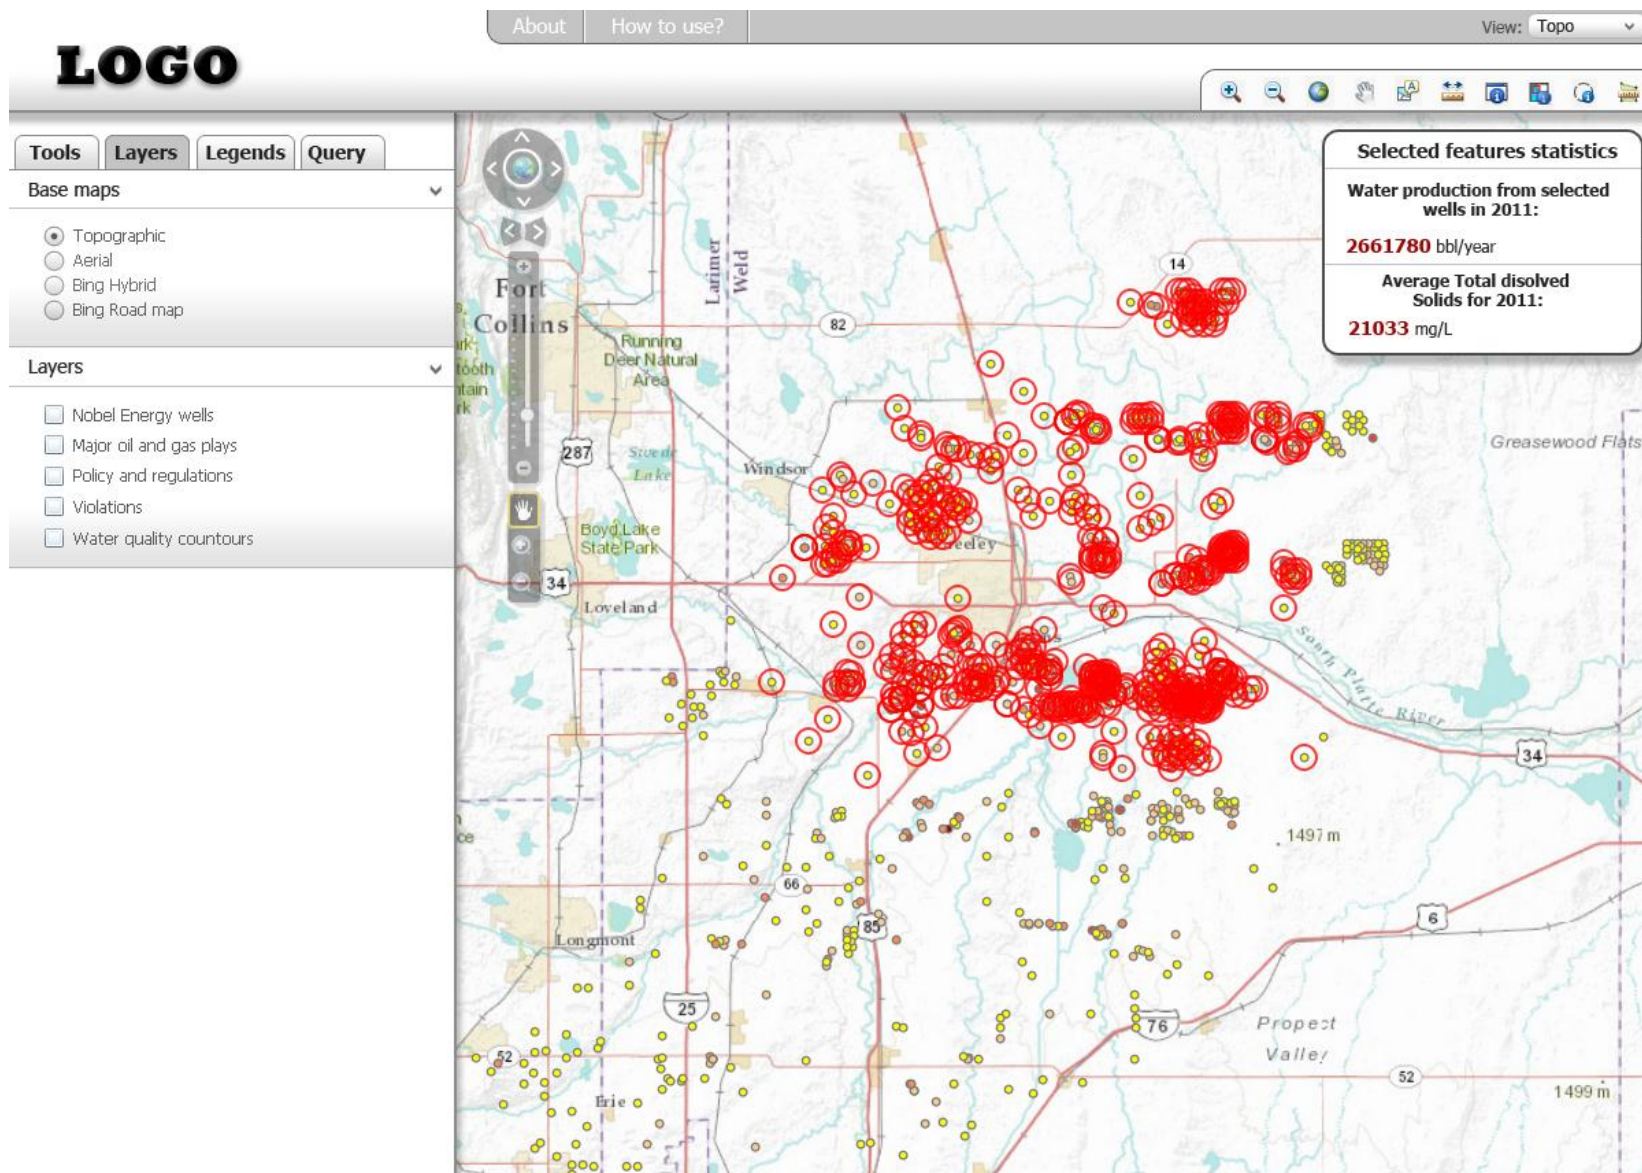 About
How to use?
View: Topo
LOGO
Tools
Layers
Legends
Query
Base maps
Topographic
Aerial
Bing Hybrid
Bing Road map
Layers
Nobel Energy wells
Major oil and gas plays
Policy and regulations
Violations
Water quality countours
Selected features statistics
Water production from selected
wells in 2011:
2661780 bbl/year
Average Total disolved
Solids for 2011:
21033 mg/L
Larimer
Weld
14
Fort
Collins
82
Running
Deer Natural
Area
287
Lake
Windsor
Greasewood Flats
Boyd Lake
State Park
34
Loveland
South Platte River
34
1497 m
66
85
6
Longmont
25
76
Valley
52
52
1499 m
Erie